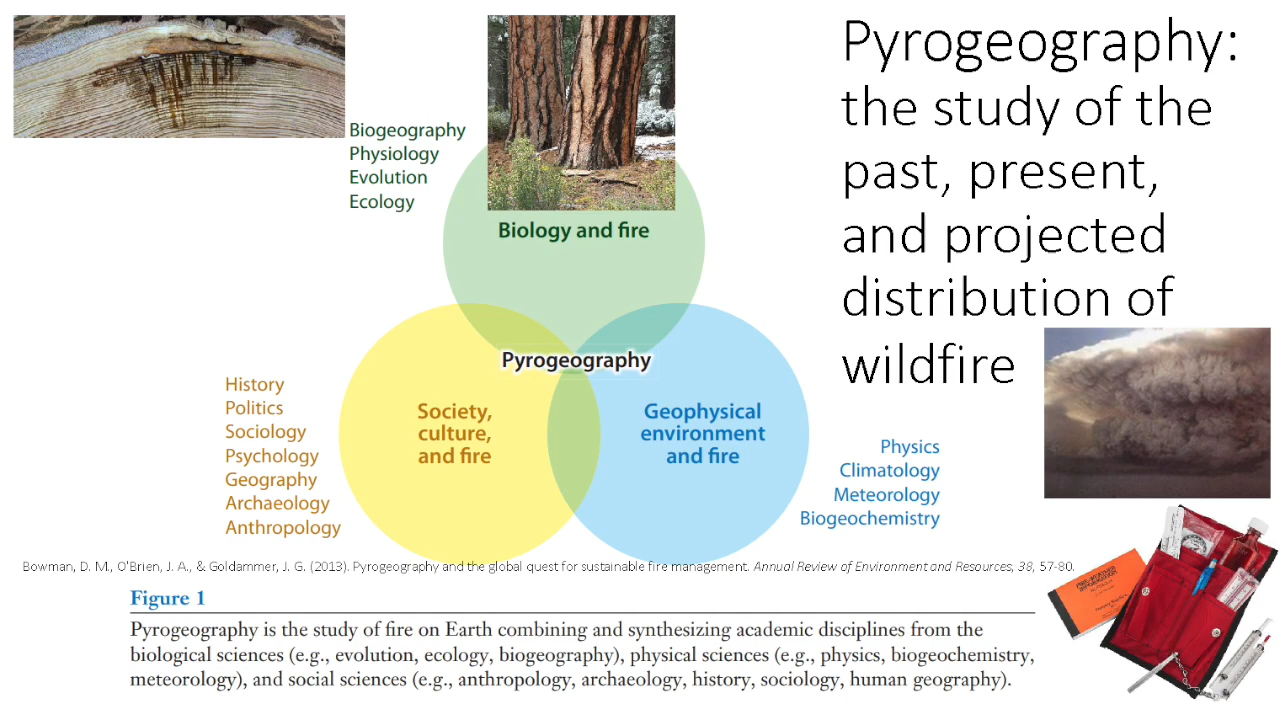 Pyrogeography:
the study of the
past, present,
and projected
distribution of
wildfire
Biogeography
Physiology
Evolution
Ecology
Biology and fire
Pyrogeography
History
Politics
Sociology
Psychology
Geography
Archaeology
Anthropology
Society,
culture,
and fire
Geophysical
environment
and fire
Physics
Climatology
Meteorology
Biogeochemistry
Bowman, D. M., O'Brien, J. A., & Goldammer, J. G. (2013). Pyrogeography and the global quest for sustainable fire management. Annual Review of Environment and Resources, 38, 57-80.
Figure 1
Pyrogeography is the study of fire on Earth combining and synthesizing academic disciplines from the
biological sciences (e.g., evolution, ecology, biogeography), physical sciences (e.g., physics, biogeochemistry,
meteorology), and social sciences (e.g., anthropology, archaeology, history, sociology, human geography).